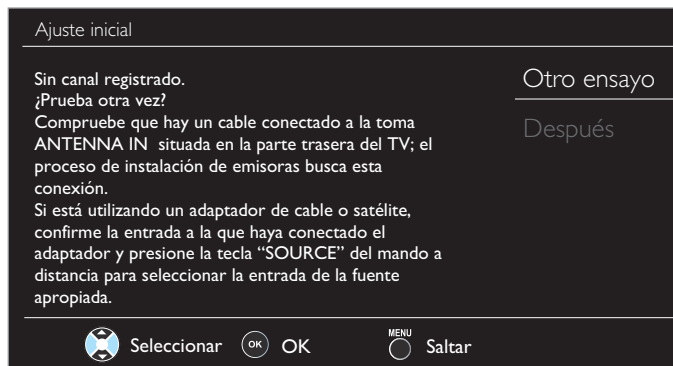 Ajuste inicial
Sin canal registrado.
¿Prueba otra vez?
Compruebe que hay un cable conectado a la toma
ANTENNA IN situada en la parte trasera del TV; el
proceso de instalación de emisoras busca esta
conexión.
Si está utilizando un adaptador de cable o satélite,
confirme la entrada a la que haya conectado el
adaptador y presione la tecla “SOURCE” del mando a
distancia para seleccionar la entrada de la fuente
apropiada.
Otro ensayo
Después
Seleccionar OK OK MENU Saltar